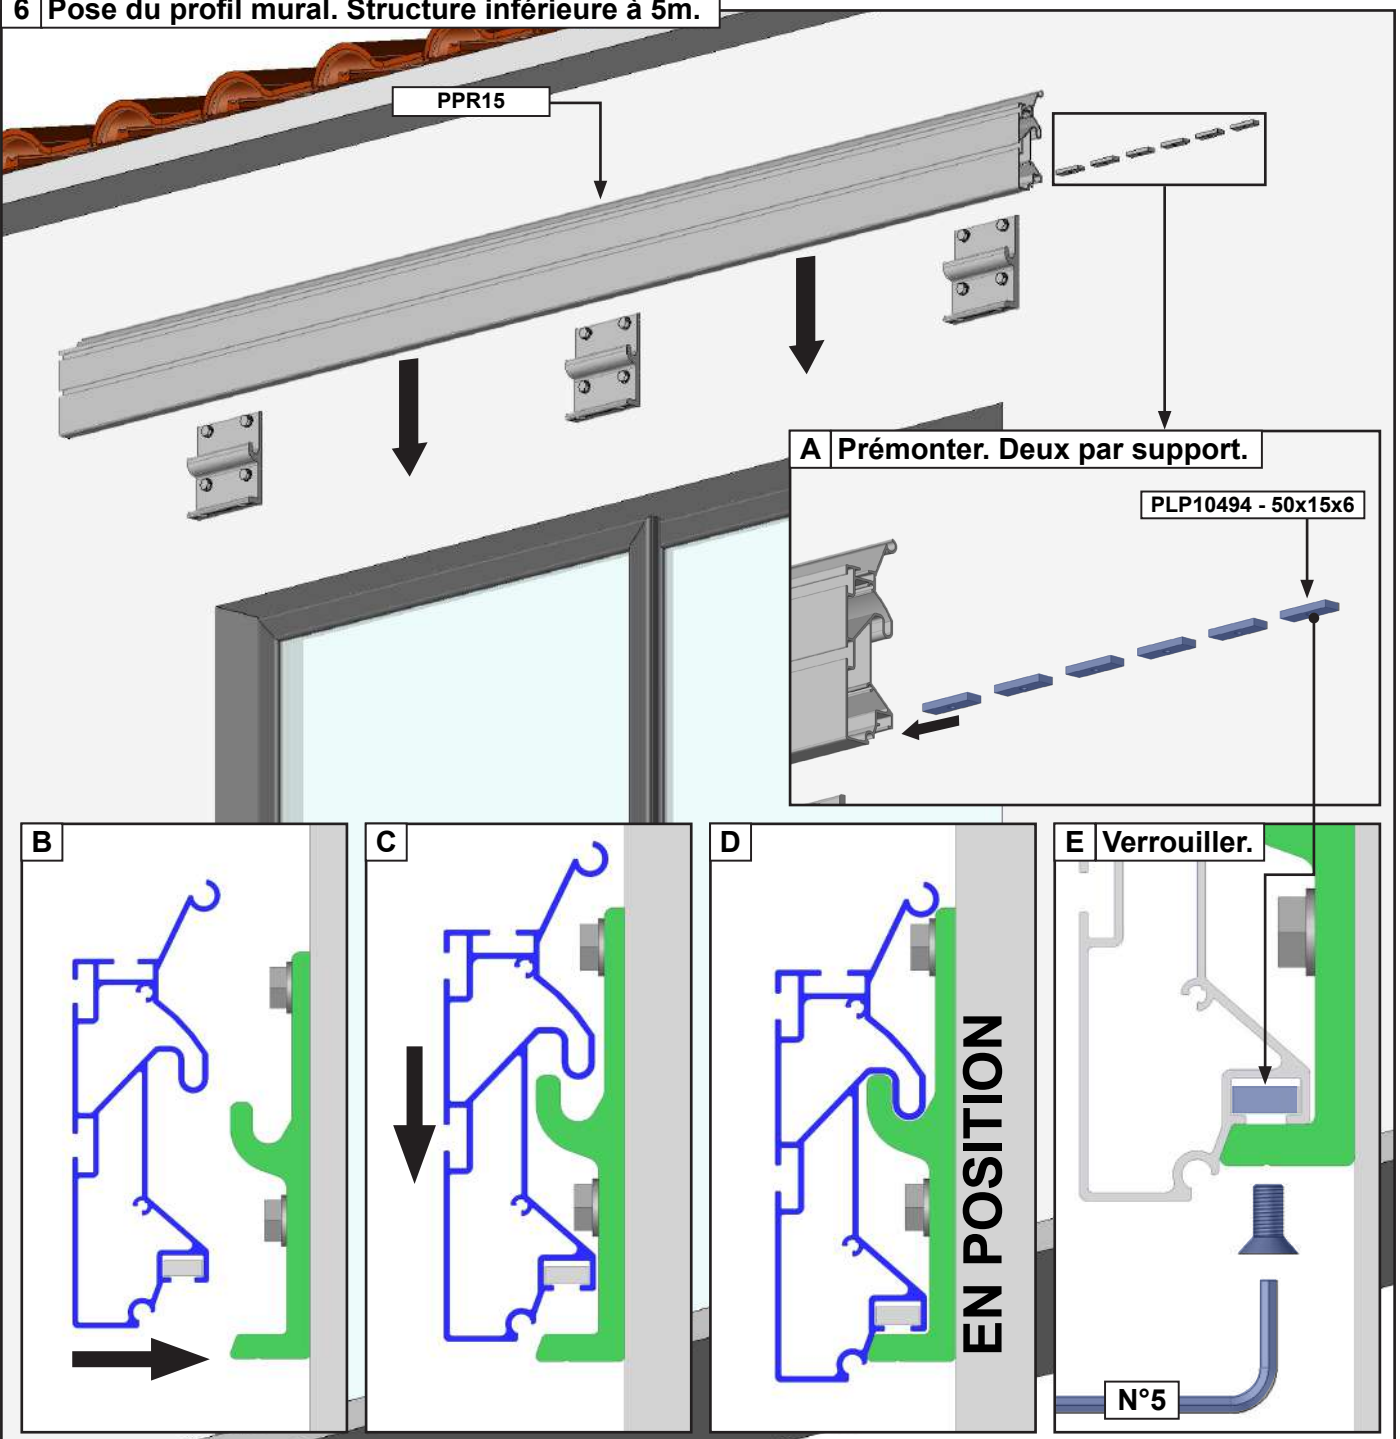 6 Pose du profil mural. Structure inférieure à 5m.
PPR15
A Prémonter. Deux par support.
PLP10494 - 50x15x6
B
C
D
EN POSITION
E Verrouiller.
N°5